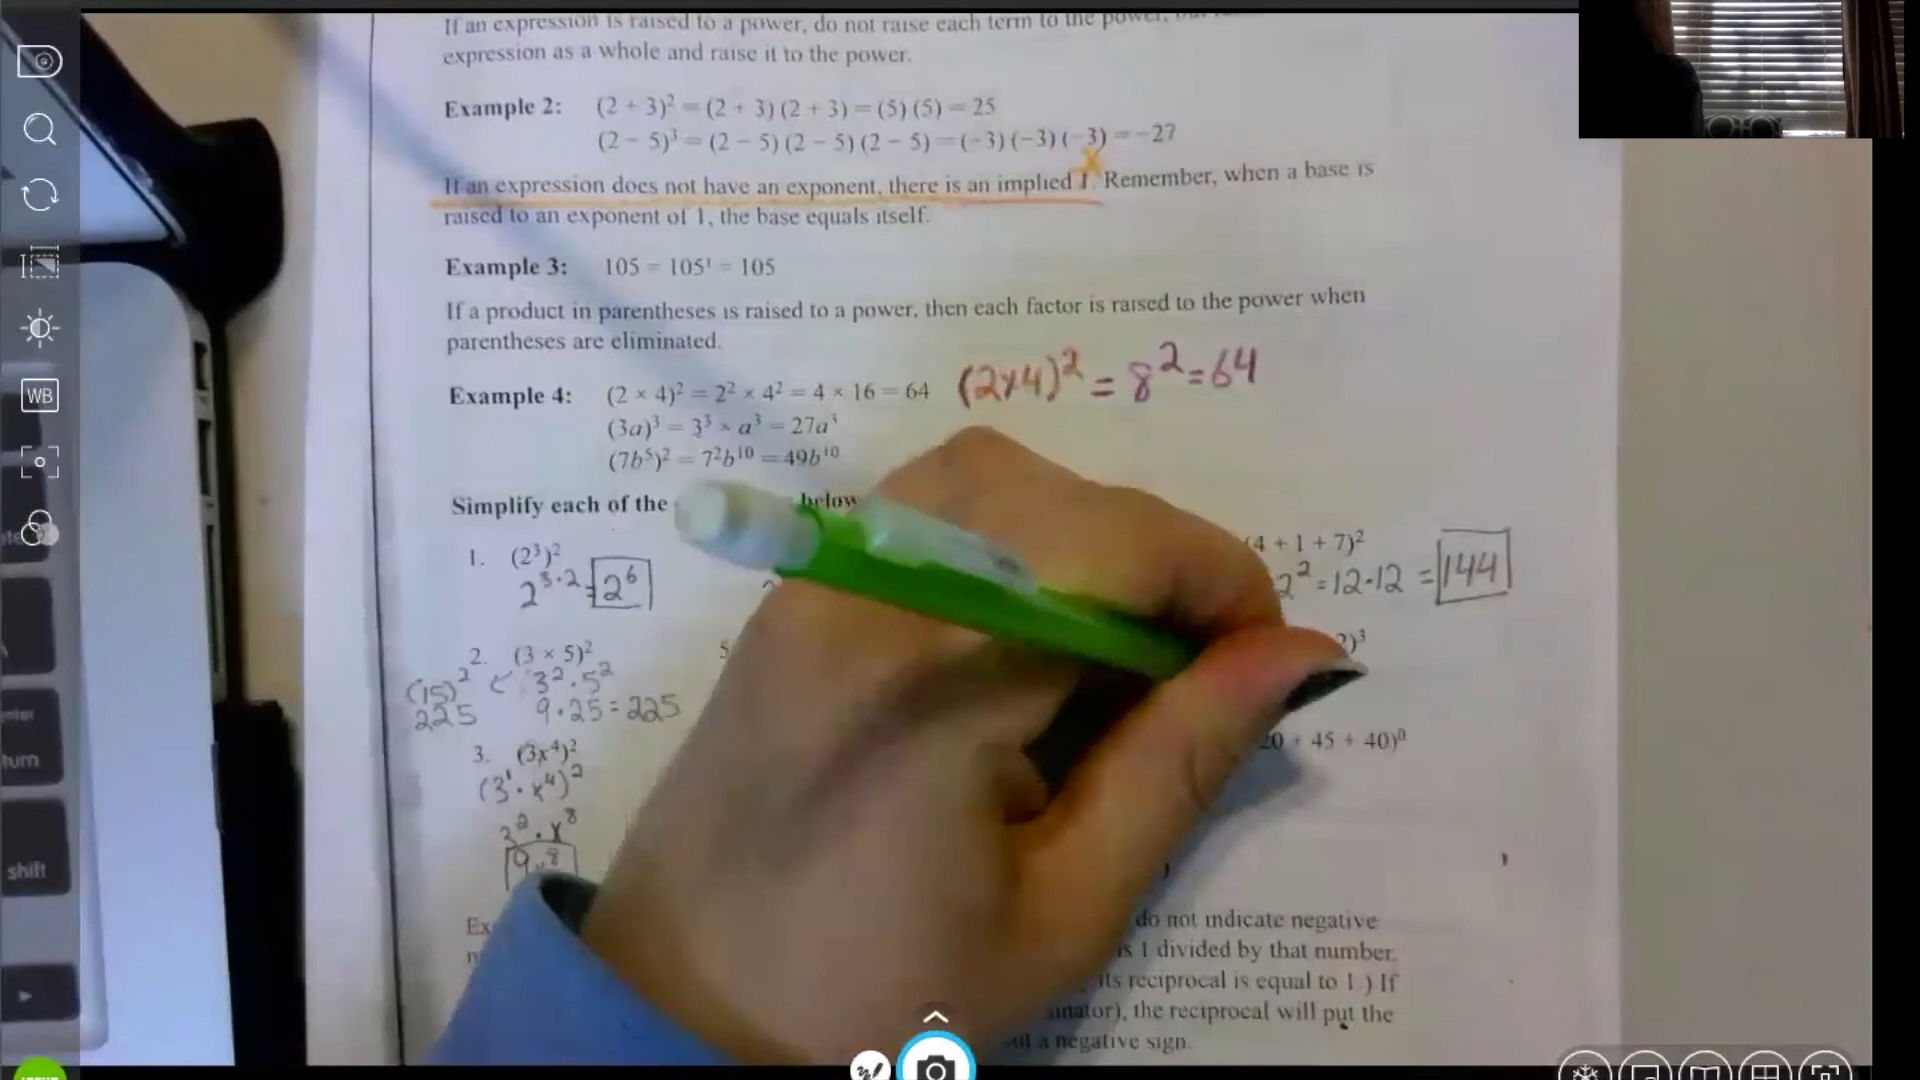 If an expression is raised to a power, do not raise each term to the power,
expression as a whole and raise it to the power.
Example 2: (2 + 3)² = (2 + 3) (2 + 3) = (5) (5) = 25
(2 − 5)³ = (2 − 5) (2 − 5) (2 − 5) = (−3) (−3) (−3) = −27
If an expression does not have an exponent, there is an implied 1. Remember, when a base is
raised to an exponent of 1, the base equals itself.
Example 3: 105 = 105¹ = 105
If a product in parentheses is raised to a power, then each factor is raised to the power when
parentheses are eliminated.
Example 4: (2 × 4)² = 2² × 4² = 4 × 16 = 64 (2×4)² = 8² = 64
(3a)³ = 3³ × a³ = 27a³
(7b⁵)² = 7²b¹⁰ = 49b¹⁰
Simplify each of the below
1. (2³)² (4 + 1 + 7)²
2³·² = 2⁶ 2² = 12·12 = 144
2. (3 × 5)² 5 2)³
(15)² 3²·5²
225 9·25=225
3. (3x⁴)² 20 + 45 + 40)⁰
(3¹·x⁴)²
3²·x⁸
do not indicate negative
is 1 divided by that number.
its reciprocal is equal to 1.) If
the reciprocal will put the
a negative sign.
WB
shift